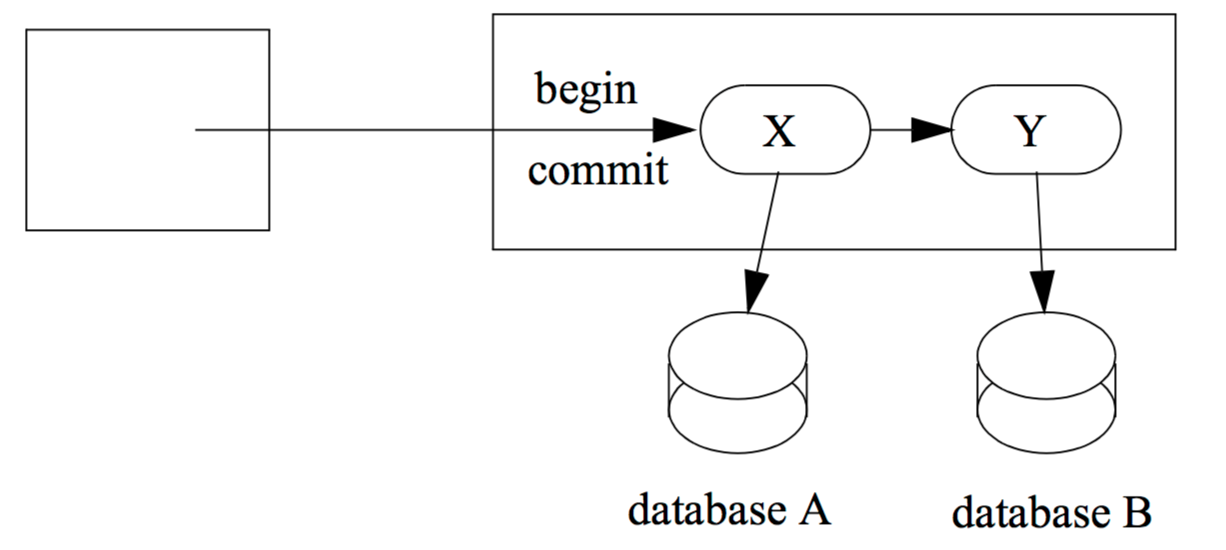 begin
commit
X
Y
database A
database B